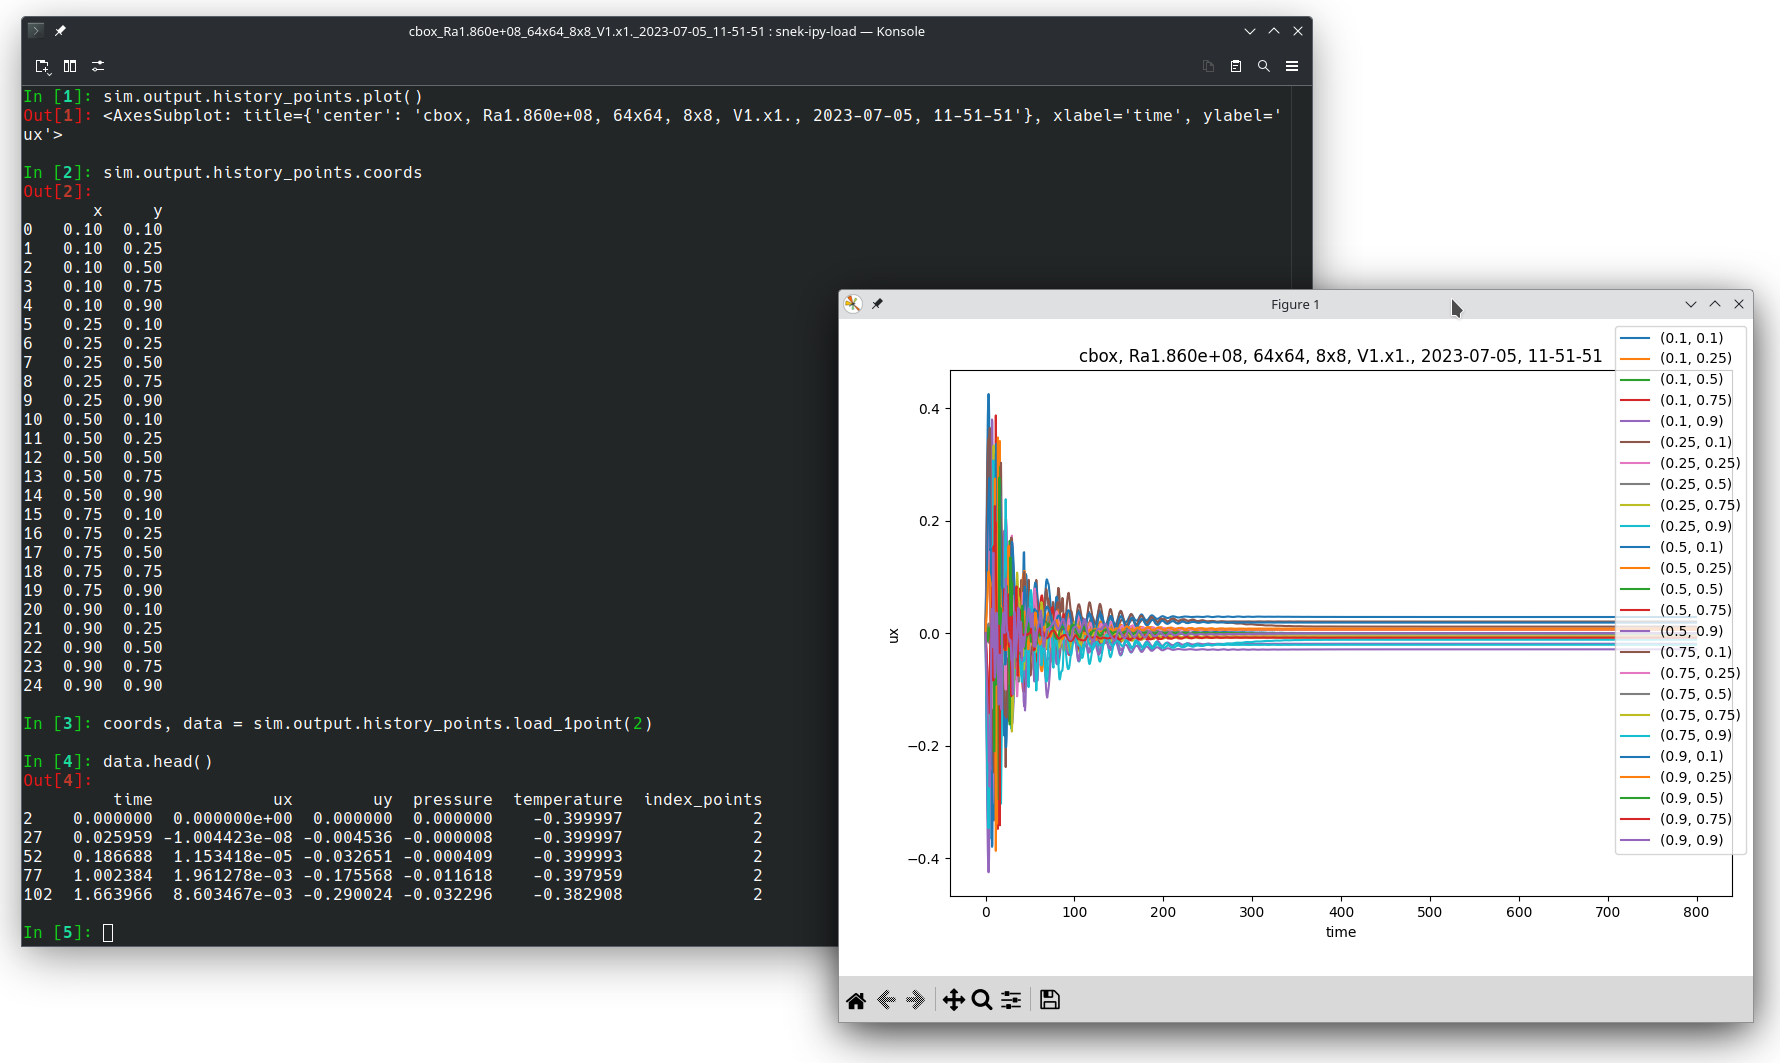 cbox_Ra1.860e+08_64x64_8x8_V1.x1._2023-07-05_11-51-51 : snek-ipy-load — Konsole
In [1]: sim.output.history_points.plot()
Out[1]: <AxesSubplot: title={'center': 'cbox, Ra1.860e+08, 64x64, 8x8, V1.x1., 2023-07-05, 11-51-51'}, xlabel='time', ylabel='
ux'>
In [2]: sim.output.history_points.coords
Out[2]:
x y
0 0.10 0.10
1 0.10 0.25
2 0.10 0.50
3 0.10 0.75
4 0.10 0.90
5 0.25 0.10
6 0.25 0.25
7 0.25 0.50
8 0.25 0.75
9 0.25 0.90
10 0.50 0.10
11 0.50 0.25
12 0.50 0.50
13 0.50 0.75
14 0.50 0.90
15 0.75 0.10
16 0.75 0.25
17 0.75 0.50
18 0.75 0.75
19 0.75 0.90
20 0.90 0.10
21 0.90 0.25
22 0.90 0.50
23 0.90 0.75
24 0.90 0.90
In [3]: coords, data = sim.output.history_points.load_1point(2)
In [4]: data.head()
Out[4]:
time ux uy pressure temperature index_points
2 0.000000 0.000000e+00 0.000000 0.000000 -0.399997 2
27 0.025959 -1.004423e-08 -0.004536 -0.000008 -0.399997 2
52 0.186688 1.153418e-05 -0.032651 -0.000409 -0.399993 2
77 1.002384 1.961278e-03 -0.175568 -0.011618 -0.397959 2
102 1.663966 8.603467e-03 -0.290024 -0.032296 -0.382908 2
In [5]:
Figure 1
cbox, Ra1.860e+08, 64x64, 8x8, V1.x1., 2023-07-05, 11-51-51
0.4
0.2
0.0
−0.2
−0.4
ux
0 100 200 300 400 500 600 700 800
time
(0.1, 0.1)
(0.1, 0.25)
(0.1, 0.5)
(0.1, 0.75)
(0.1, 0.9)
(0.25, 0.1)
(0.25, 0.25)
(0.25, 0.5)
(0.25, 0.75)
(0.25, 0.9)
(0.5, 0.1)
(0.5, 0.25)
(0.5, 0.5)
(0.5, 0.75)
(0.5, 0.9)
(0.75, 0.1)
(0.75, 0.25)
(0.75, 0.5)
(0.75, 0.75)
(0.75, 0.9)
(0.9, 0.1)
(0.9, 0.25)
(0.9, 0.5)
(0.9, 0.75)
(0.9, 0.9)